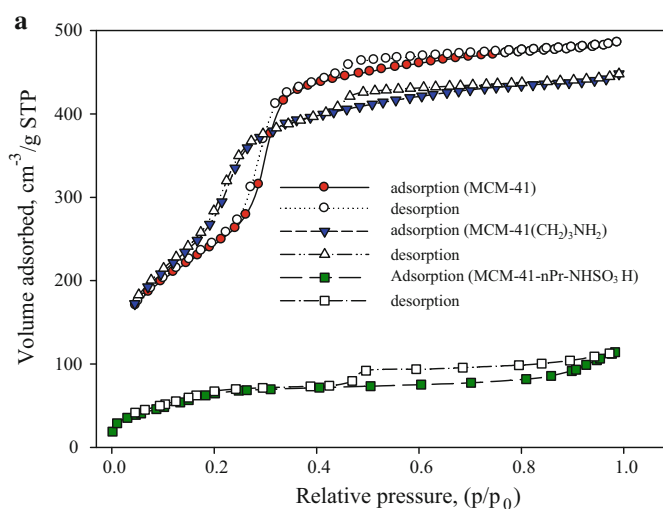 a
500
400
300
200
100
0
Volume adsorbed, cm⁻³/g STP
adsorption (MCM-41)
desorption
adsorption (MCM-41(CH₂)₃NH₂)
desorption
Adsorption (MCM-41-nPr-NHSO₃ H)
desorption
0.0 0.2 0.4 0.6 0.8 1.0
Relative pressure, (p/p₀)